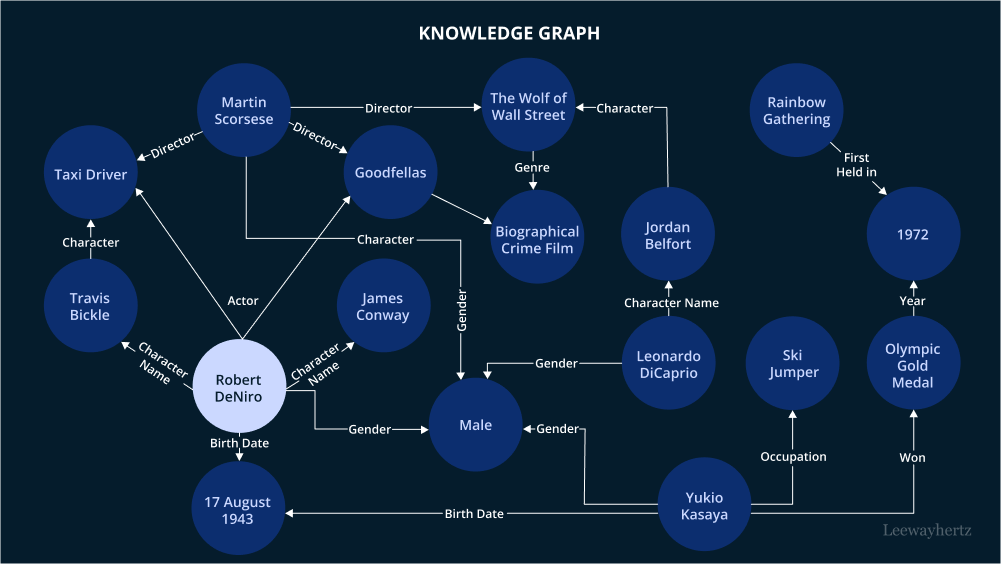 KNOWLEDGE GRAPH
Martin
Scorsese
Director
The Wolf of
Wall Street
Character
Rainbow
Gathering
Director
Director
Taxi Driver
Goodfellas
Genre
First
Held in
Character
Character
Biographical
Crime Film
Jordan
Belfort
1972
Travis
Bickle
Actor
James
Conway
Gender
Character Name
Year
Character
Name
Robert
DeNiro
Character
Name
Gender
Leonardo
DiCaprio
Ski
Jumper
Olympic
Gold
Medal
Gender
Male
Gender
Birth Date
Occupation
Won
17 August
1943
Birth Date
Yukio
Kasaya
Leewayhertz